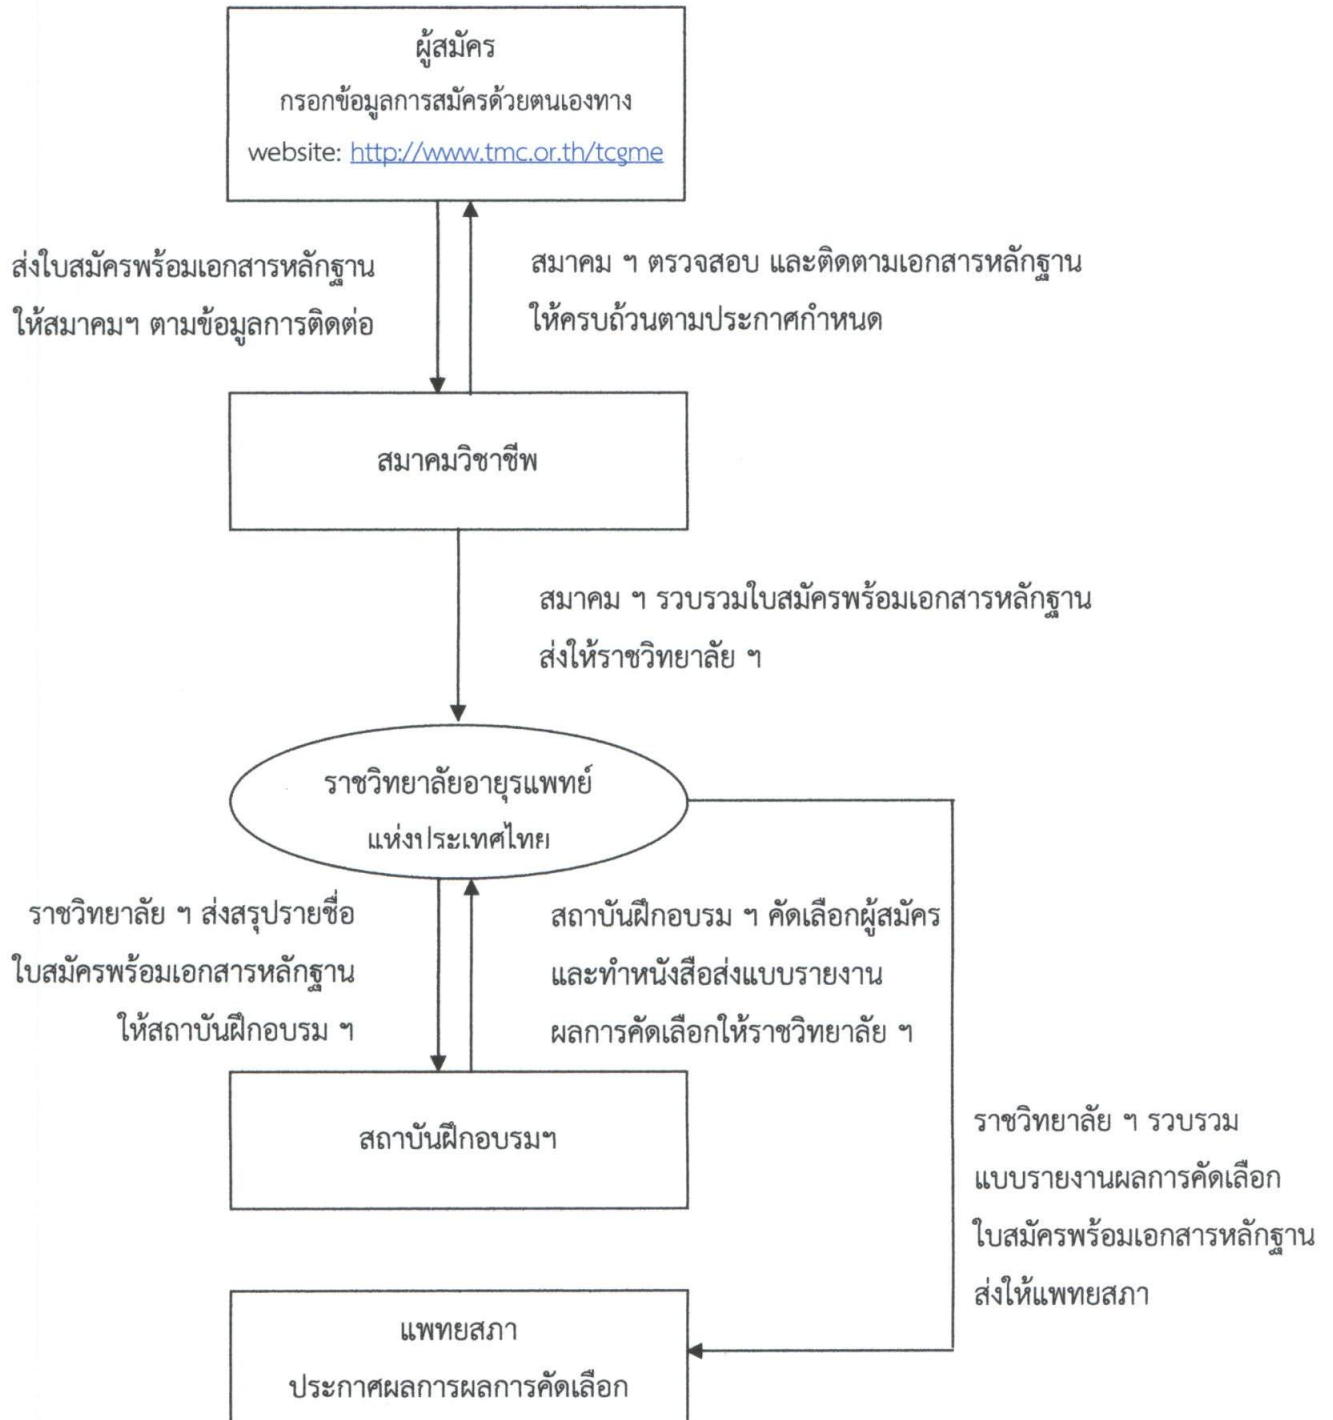 ผู้สมัคร
กรอกข้อมูลการสมัครด้วยตนเองทาง
website: http://www.tmc.or.th/tcgme
ส่งใบสมัครพร้อมเอกสารหลักฐาน
ให้สมาคมฯ ตามข้อมูลการติดต่อ
สมาคม ฯ ตรวจสอบ และติดตามเอกสารหลักฐาน
ให้ครบถ้วนตามประกาศกำหนด
สมาคมวิชาชีพ
สมาคม ฯ รวบรวมใบสมัครพร้อมเอกสารหลักฐาน
ส่งให้ราชวิทยาลัย ฯ
ราชวิทยาลัยอายุรแพทย์
แห่งประเทศไทย
ราชวิทยาลัย ฯ ส่งสรุปรายชื่อ
ใบสมัครพร้อมเอกสารหลักฐาน
ให้สถาบันฝึกอบรม ฯ
สถาบันฝึกอบรม ฯ คัดเลือกผู้สมัคร
และทำหนังสือส่งแบบรายงาน
ผลการคัดเลือกให้ราชวิทยาลัย ฯ
สถาบันฝึกอบรมฯ
ราชวิทยาลัย ฯ รวบรวม
แบบรายงานผลการคัดเลือก
ใบสมัครพร้อมเอกสารหลักฐาน
ส่งให้แพทยสภา
แพทยสภา
ประกาศผลการผลการคัดเลือก